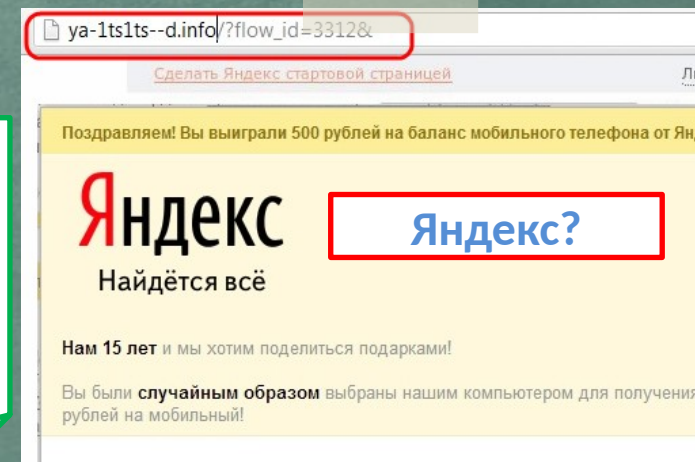 ya-1ts1ts--d.info/?flow_id=3312&
Сделать Яндекс стартовой страницей
Поздравляем! Вы выиграли 500 рублей на баланс мобильного телефона от
Яндекс
Яндекс?
Найдётся всё
Нам 15 лет и мы хотим поделиться подарками!
Вы были случайным образом выбраны нашим компьютером для получения
рублей на мобильный!